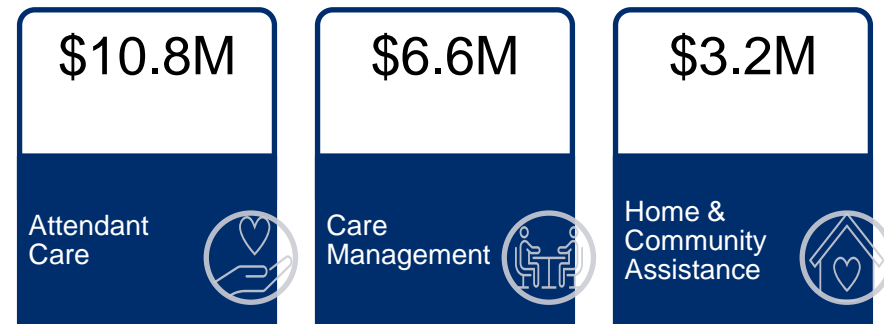 $10.8M
Attendant
Care
$6.6M
Care
Management
$3.2M
Home &
Community
Assistance